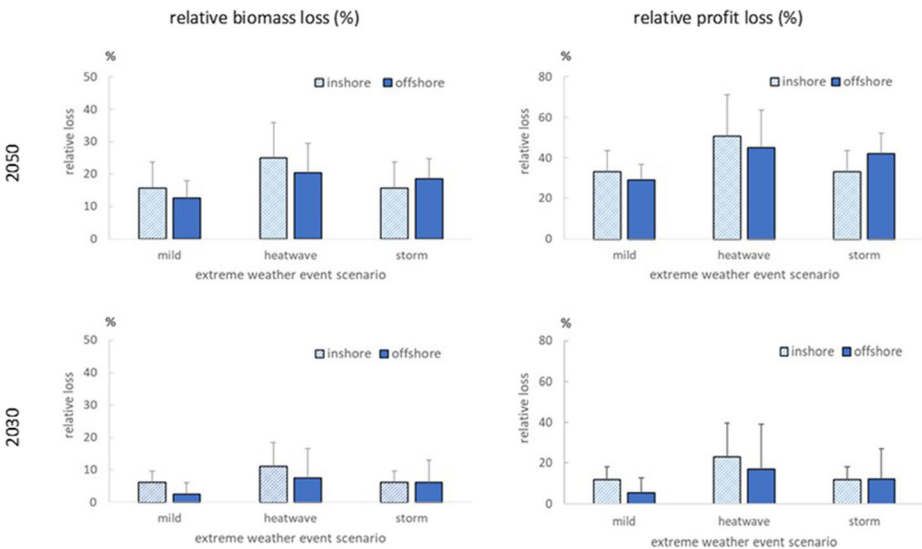 relative biomass loss (%)
relative profit loss (%)
2050
%
relative loss
50
40
30
20
10
0
inshore offshore
mild heatwave storm
extreme weather event scenario
%
relative loss
80
60
40
20
0
inshore offshore
mild heatwave storm
extreme weather event scenario
2030
%
relative loss
50
40
30
20
10
0
inshore offshore
mild heatwave storm
extreme weather event scenario
%
relative loss
80
60
40
20
0
inshore offshore
mild heatwave storm
extreme weather event scenario